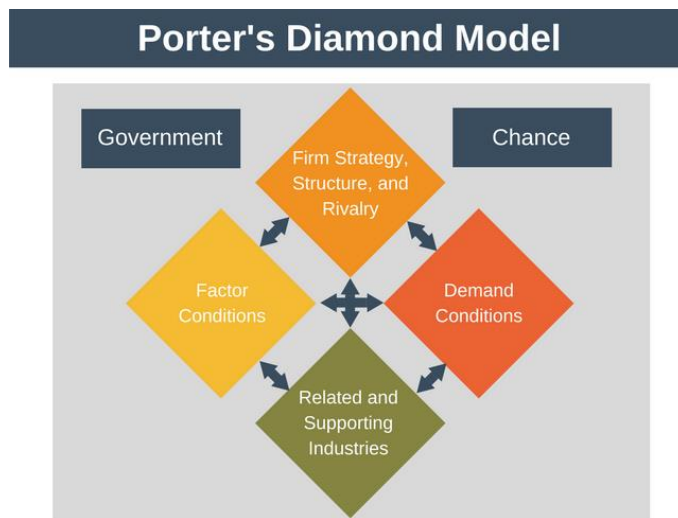 Porter's Diamond Model
Government
Chance
Firm Strategy,
Structure, and
Rivalry
Factor
Conditions
Demand
Conditions
Related and
Supporting
Industries